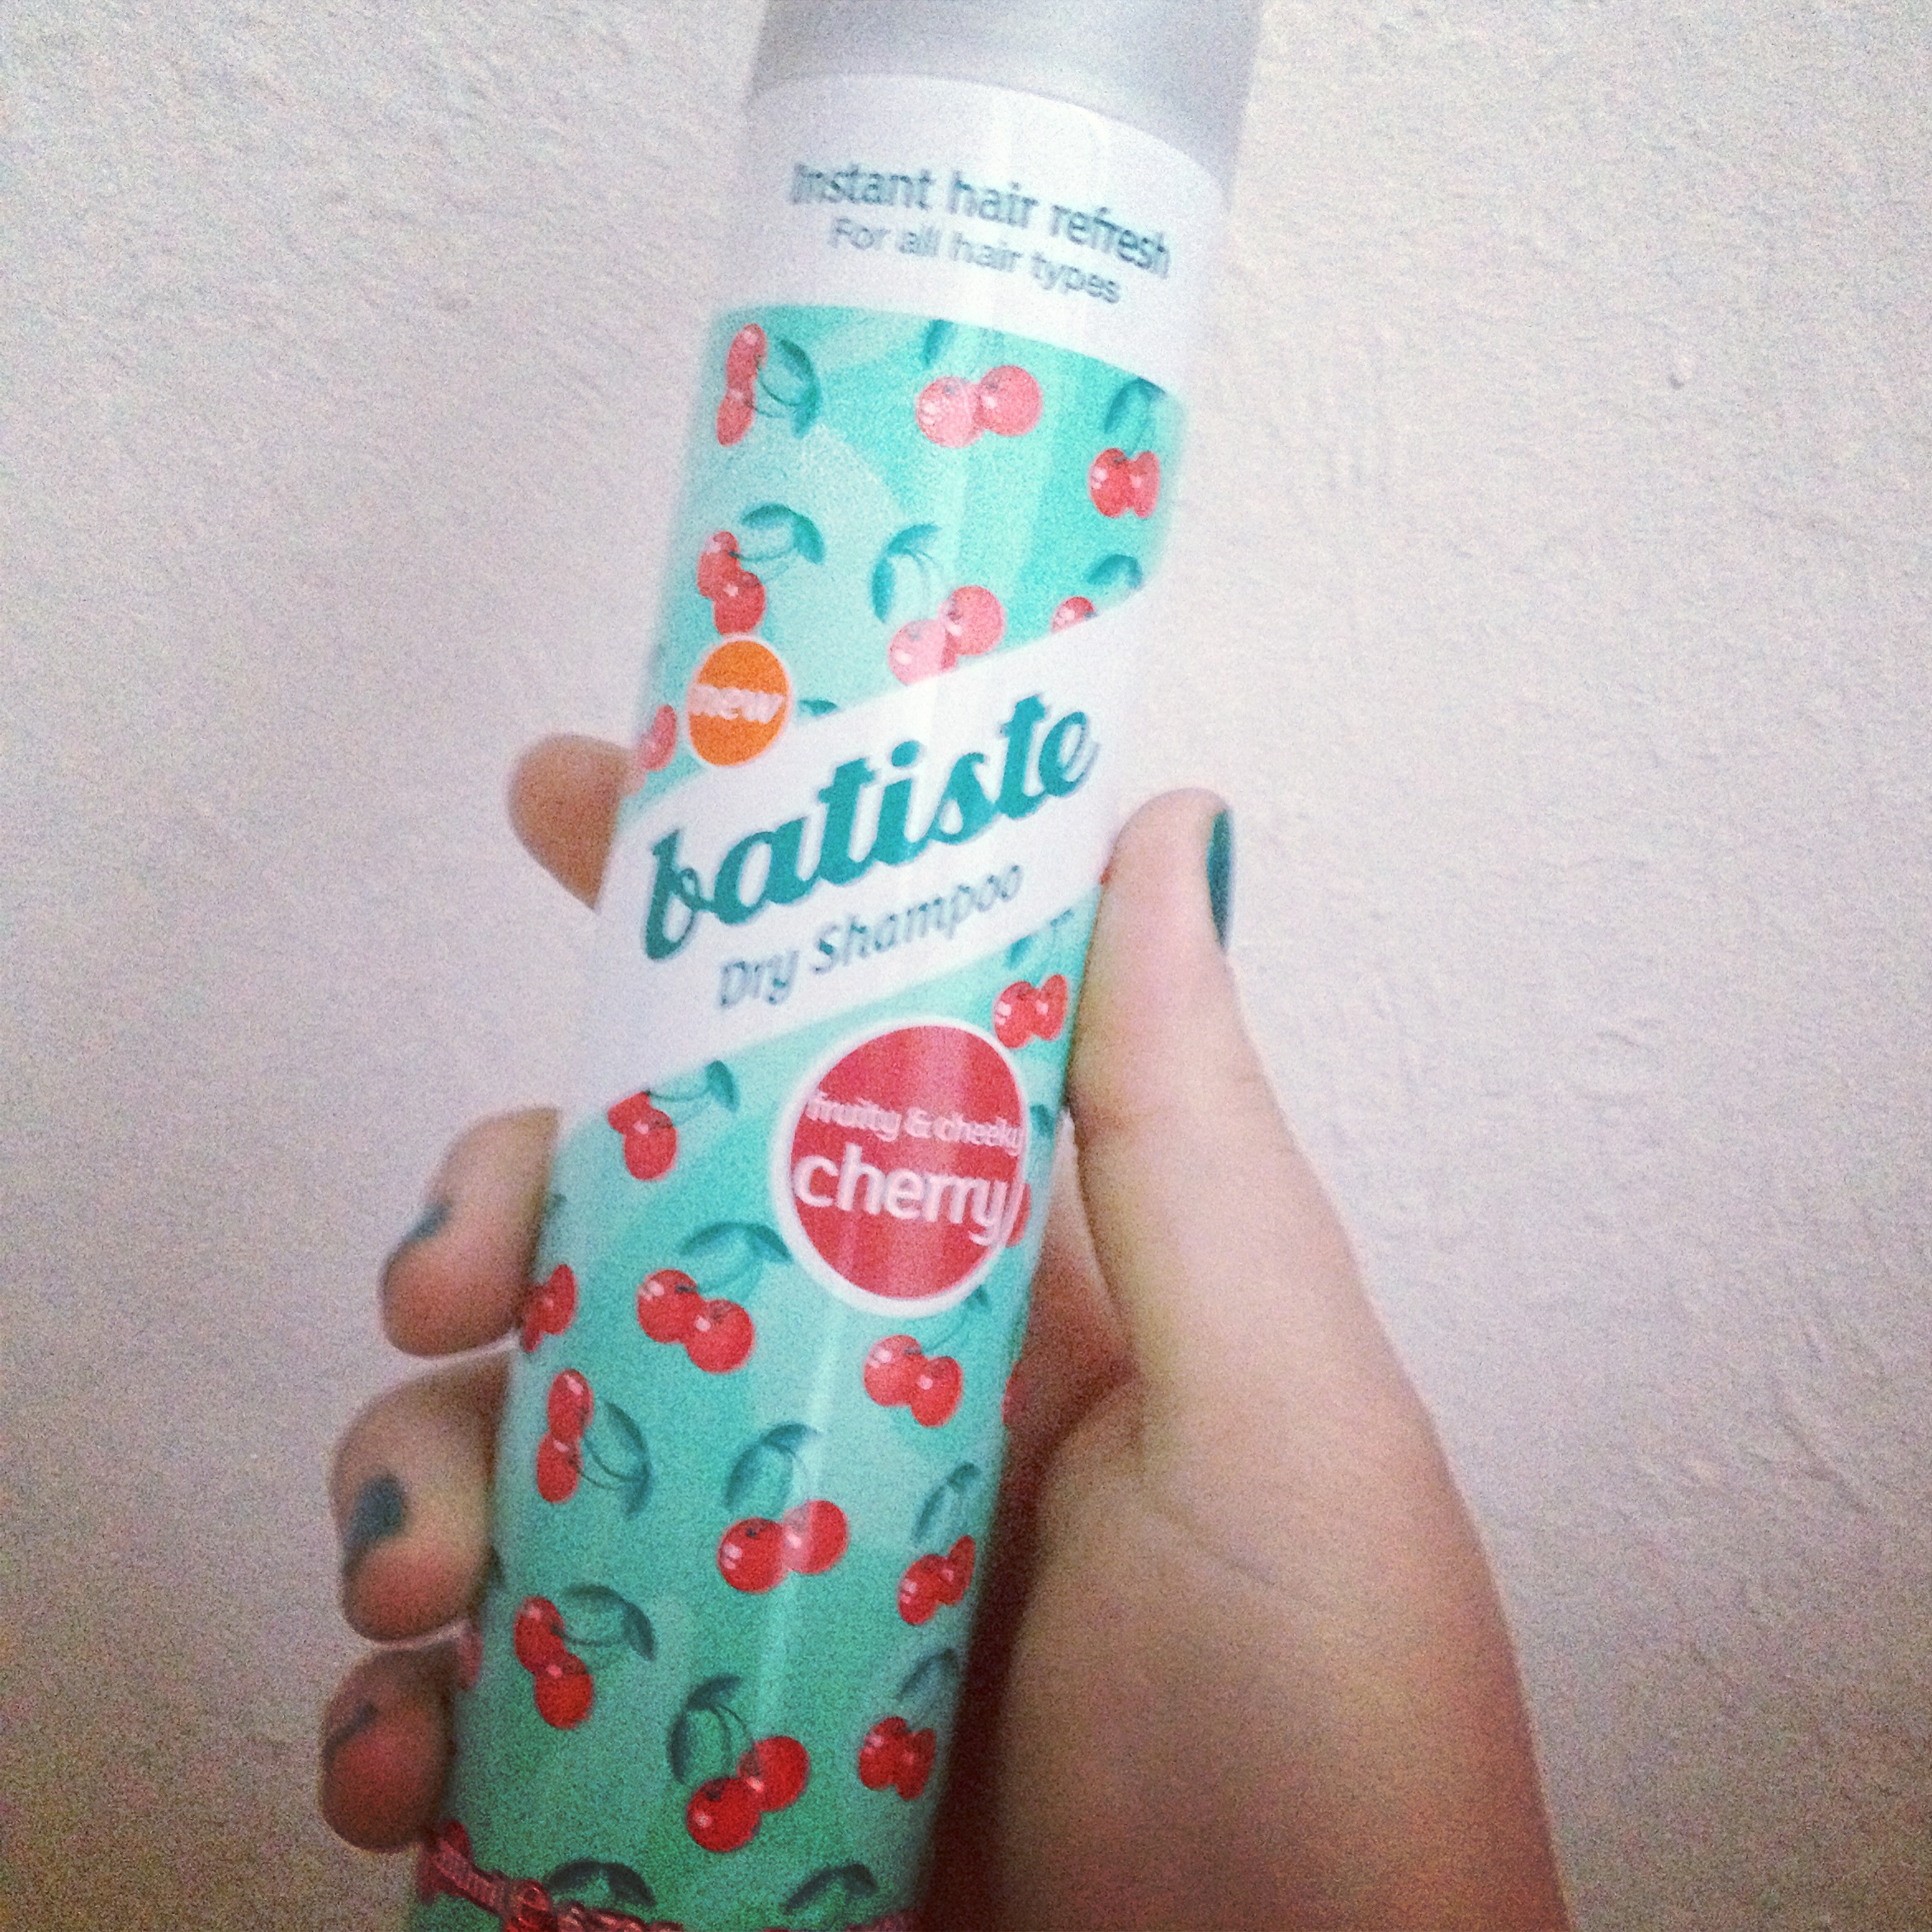 Instant hair refresh
For all hair types
new
batiste
Dry Shampoo
fruity & cheeky
cherry